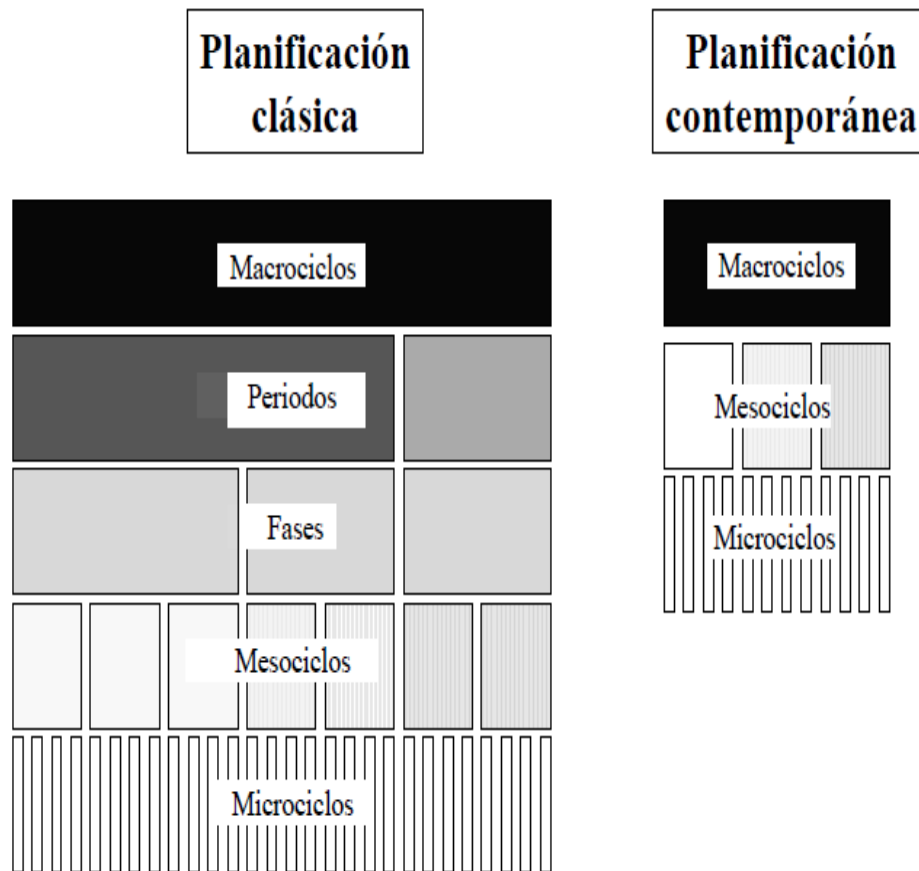 Planificación
clásica
Planificación
contemporánea
Macrociclos
Macrociclos
Periodos
Mesociclos
Fases
Microciclos
Mesociclos
Microciclos